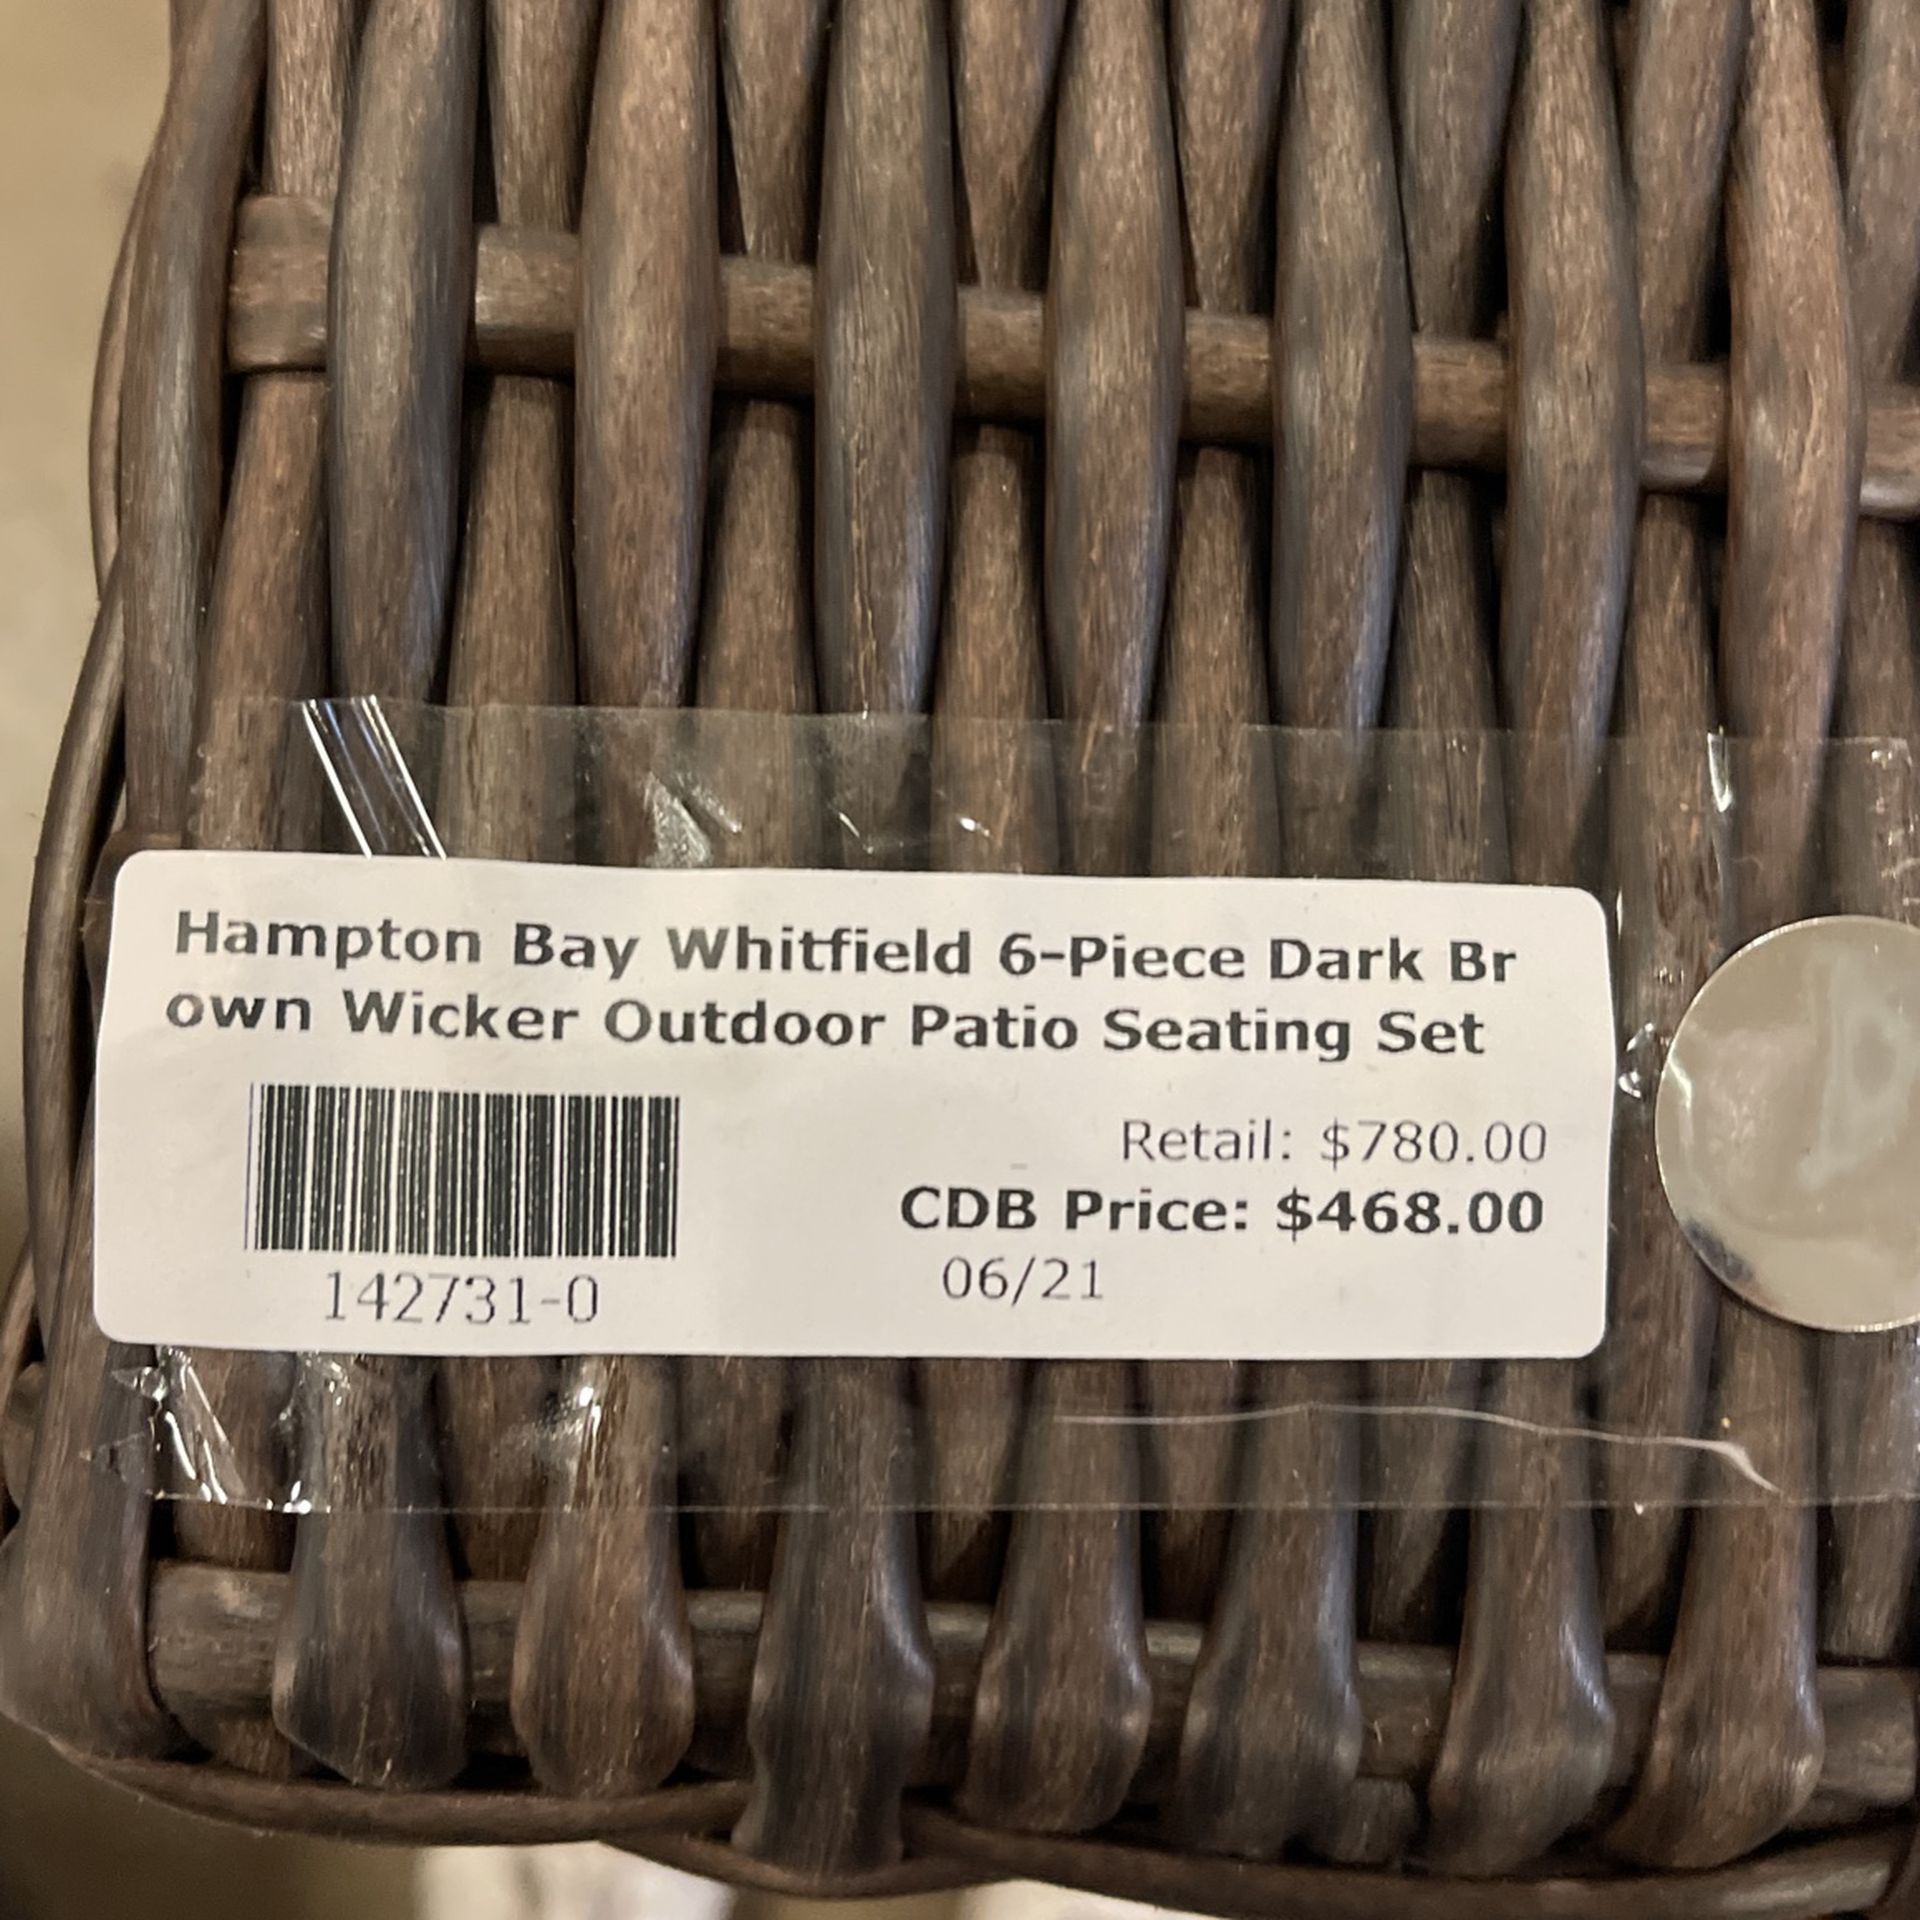 Hampton Bay Whitfield 6-Piece Dark Br
own Wicker Outdoor Patio Seating Set
Retail: $780.00
CDB Price: $468.00
06/21
142731-0